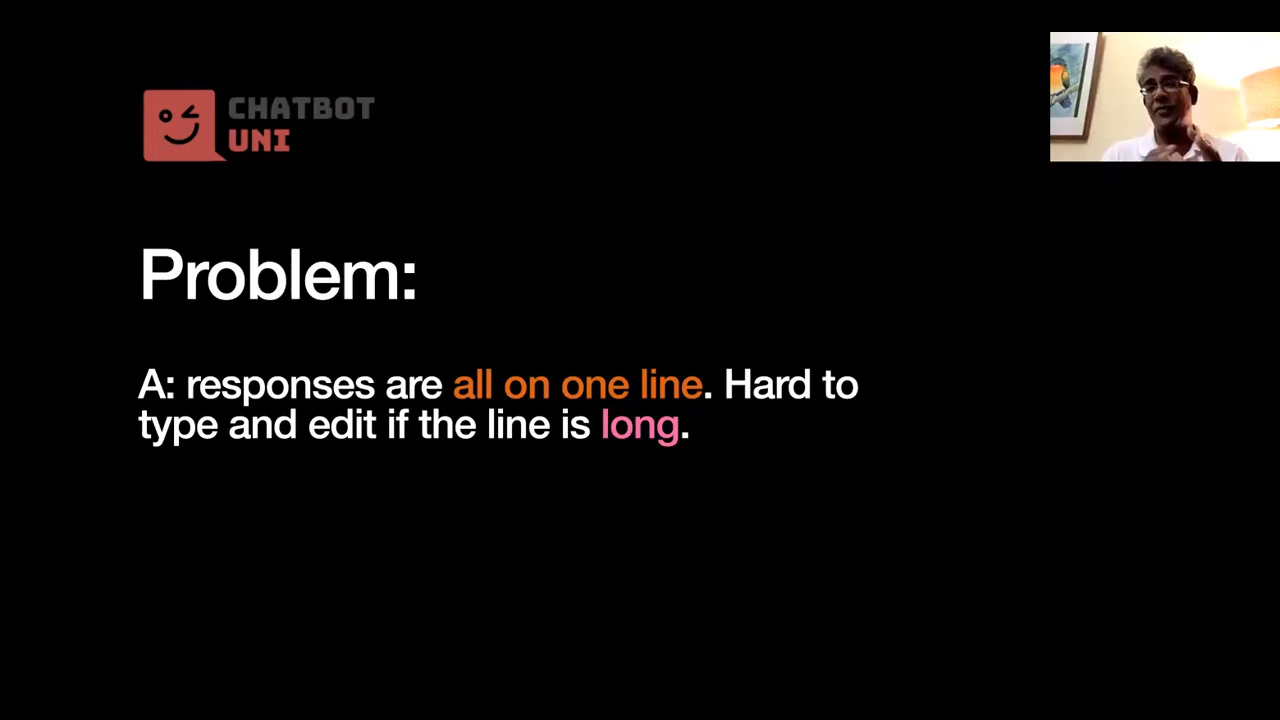 CHATBOT
UNI
Problem:
A: responses are all on one line. Hard to
type and edit if the line is long.